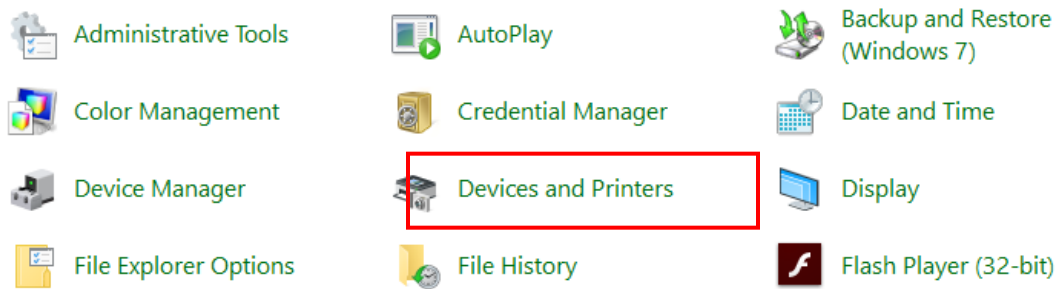 Administrative Tools
AutoPlay
Backup and Restore
(Windows 7)
Color Management
Credential Manager
Date and Time
Device Manager
Devices and Printers
Display
File Explorer Options
File History
Flash Player (32-bit)